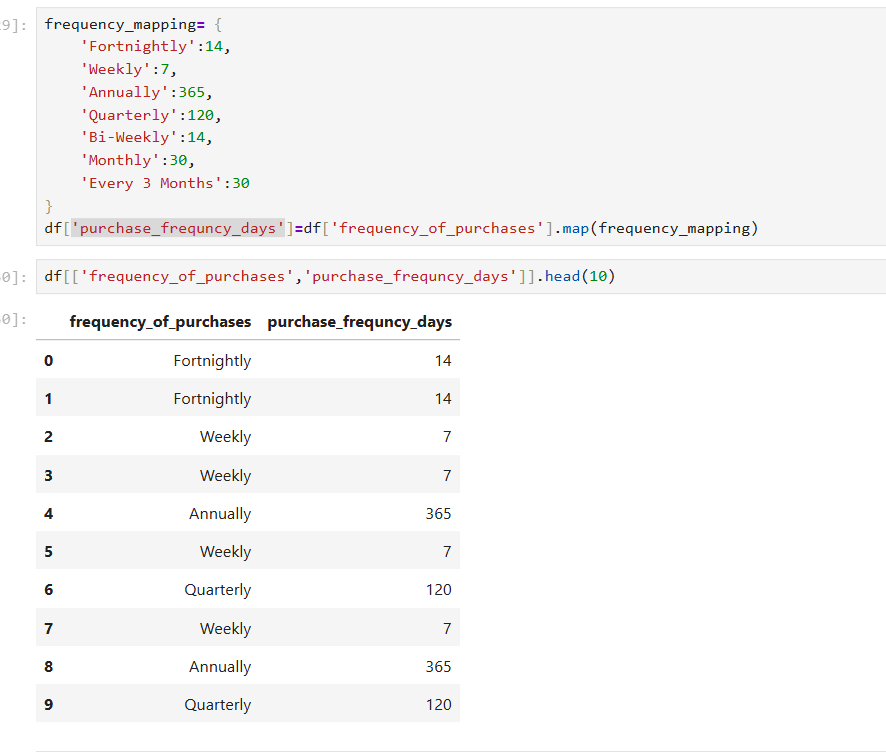 9]:
frequency_mapping= {
'Fortnightly':14,
'Weekly':7,
'Annually':365,
'Quarterly':120,
'Bi-Weekly':14,
'Monthly':30,
'Every 3 Months':30
}
df['purchase_frequncy_days']=df['frequency_of_purchases'].map(frequency_mapping)
0]:
df[['frequency_of_purchases','purchase_frequncy_days']].head(10)
0]:
frequency_of_purchases purchase_frequncy_days
0 Fortnightly 14
1 Fortnightly 14
2 Weekly 7
3 Weekly 7
4 Annually 365
5 Weekly 7
6 Quarterly 120
7 Weekly 7
8 Annually 365
9 Quarterly 120